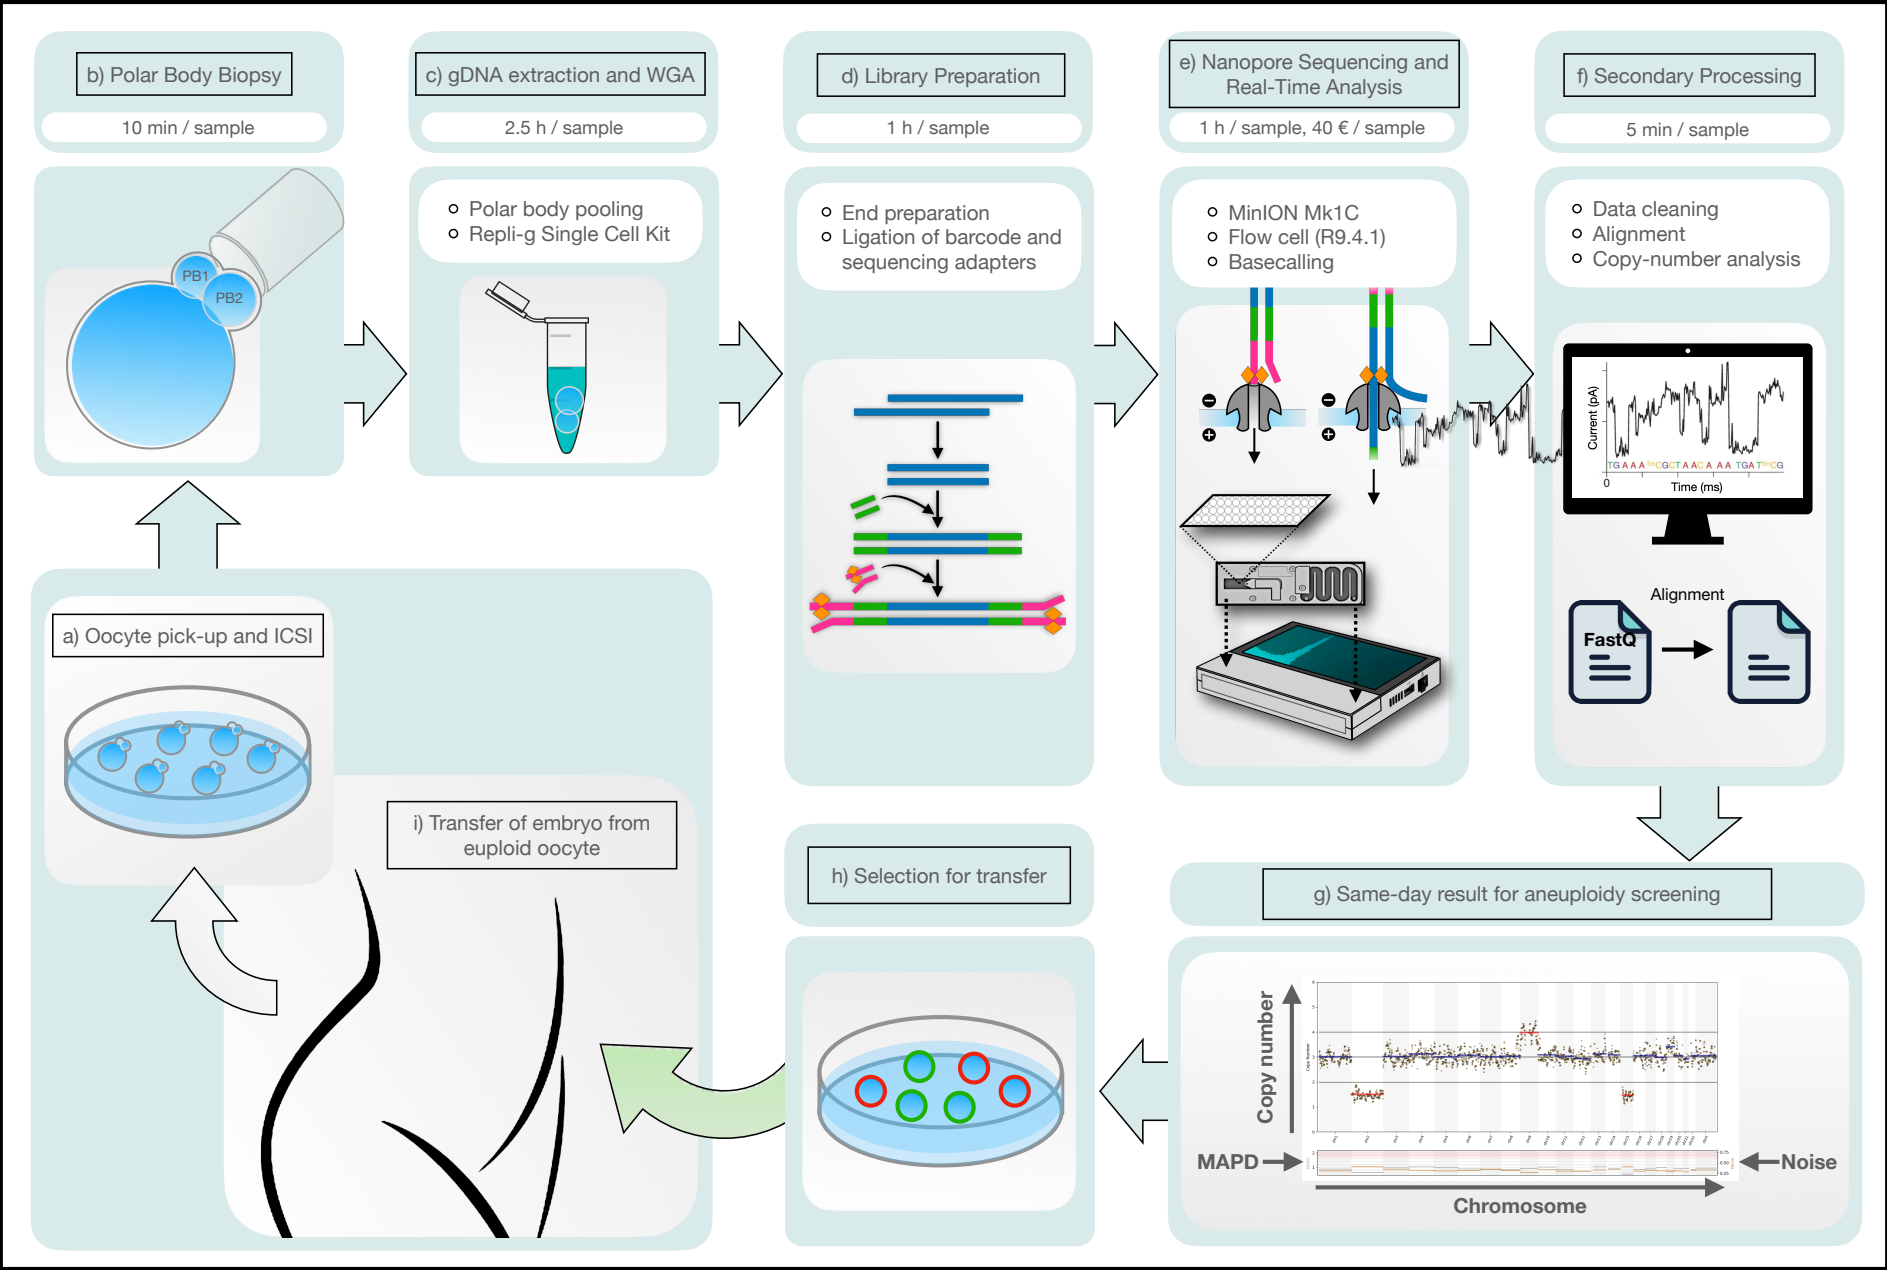 b) Polar Body Biopsy
10 min / sample
PB1
PB2
c) gDNA extraction and WGA
2.5 h / sample
Polar body pooling
Repli-g Single Cell Kit
d) Library Preparation
1 h / sample
End preparation
Ligation of barcode and
sequencing adapters
e) Nanopore Sequencing and
Real-Time Analysis
1 h / sample, 40 € / sample
MinION Mk1C
Flow cell (R9.4.1)
Basecalling
f) Secondary Processing
5 min / sample
Data cleaning
Alignment
Copy-number analysis
Current (pA)
0
Time (ms)
Alignment
FastQ
a) Oocyte pick-up and ICSI
i) Transfer of embryo from
euploid oocyte
h) Selection for transfer
g) Same-day result for aneuploidy screening
Copy number
MAPD
Noise
Chromosome